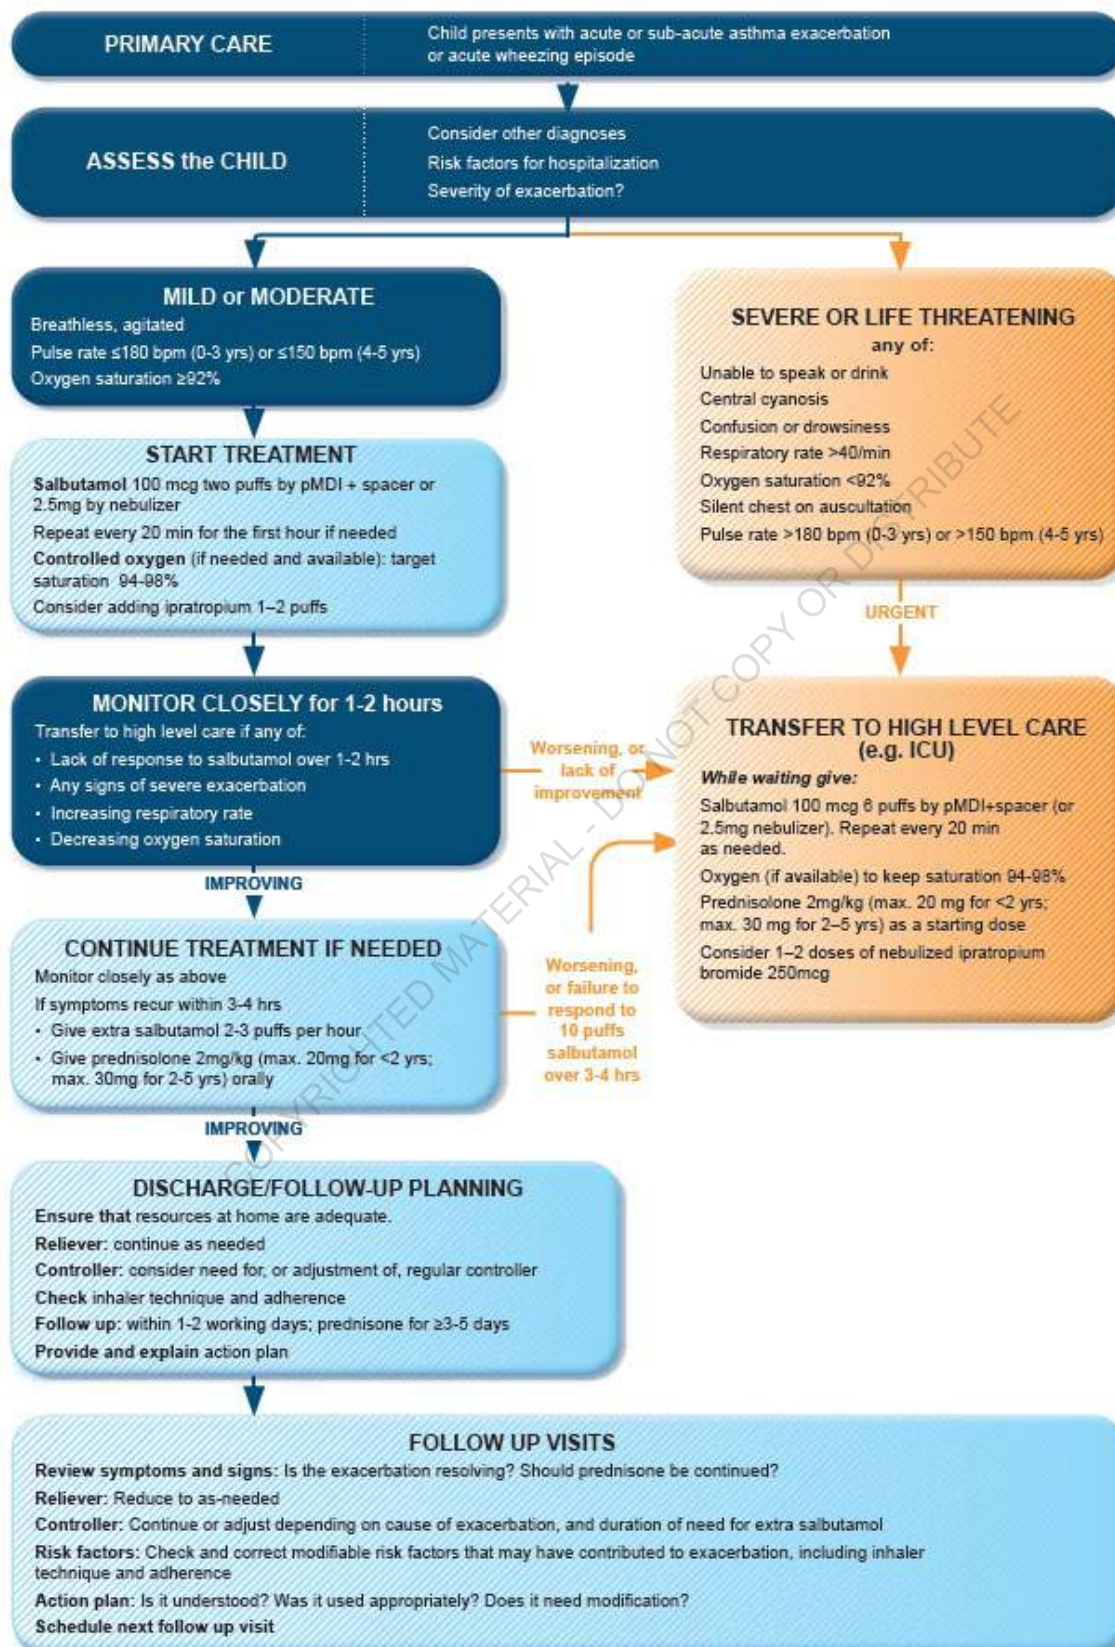 PRIMARY CARE
Child presents with acute or sub-acute asthma exacerbation
or acute wheezing episode
ASSESS the CHILD
Consider other diagnoses
Risk factors for hospitalization
Severity of exacerbation?
MILD or MODERATE
Breathless, agitated
Pulse rate ≤180 bpm (0-3 yrs) or ≤150 bpm (4-5 yrs)
Oxygen saturation ≥92%
SEVERE OR LIFE THREATENING
any of:
Unable to speak or drink
Central cyanosis
Confusion or drowsiness
Respiratory rate >40/min
Oxygen saturation <92%
Silent chest on auscultation
Pulse rate >180 bpm (0-3 yrs) or >150 bpm (4-5 yrs)
START TREATMENT
Salbutamol 100 mcg two puffs by pMDI + spacer or
2.5mg by nebulizer
Repeat every 20 min for the first hour if needed
Controlled oxygen (if needed and available): target
saturation 94-98%
Consider adding ipratropium 1–2 puffs
URGENT
MONITOR CLOSELY for 1-2 hours
Transfer to high level care if any of:
• Lack of response to salbutamol over 1-2 hrs
• Any signs of severe exacerbation
• Increasing respiratory rate
• Decreasing oxygen saturation
Worsening, or
lack of
improvement
TRANSFER TO HIGH LEVEL CARE
(e.g. ICU)
While waiting give:
Salbutamol 100 mcg 6 puffs by pMDI+spacer (or
2.5mg nebulizer). Repeat every 20 min
as needed.
Oxygen (if available) to keep saturation 94-98%
Prednisolone 2mg/kg (max. 20 mg for <2 yrs;
max. 30 mg for 2–5 yrs) as a starting dose
Consider 1–2 doses of nebulized ipratropium
bromide 250mcg
IMPROVING
CONTINUE TREATMENT IF NEEDED
Monitor closely as above
If symptoms recur within 3-4 hrs
• Give extra salbutamol 2-3 puffs per hour
• Give prednisolone 2mg/kg (max. 20mg for <2 yrs;
max. 30mg for 2-5 yrs) orally
Worsening,
or failure to
respond to
10 puffs
salbutamol
over 3-4 hrs
IMPROVING
DISCHARGE/FOLLOW-UP PLANNING
Ensure that resources at home are adequate.
Reliever: continue as needed
Controller: consider need for, or adjustment of, regular controller
Check inhaler technique and adherence
Follow up: within 1-2 working days; prednisone for ≥3-5 days
Provide and explain action plan
FOLLOW UP VISITS
Review symptoms and signs: Is the exacerbation resolving? Should prednisone be continued?
Reliever: Reduce to as-needed
Controller: Continue or adjust depending on cause of exacerbation, and duration of need for extra salbutamol
Risk factors: Check and correct modifiable risk factors that may have contributed to exacerbation, including inhaler
technique and adherence
Action plan: Is it understood? Was it used appropriately? Does it need modification?
Schedule next follow up visit
COPYRIGHTED MATERIAL - DO NOT COPY OR DISTRIBUTE